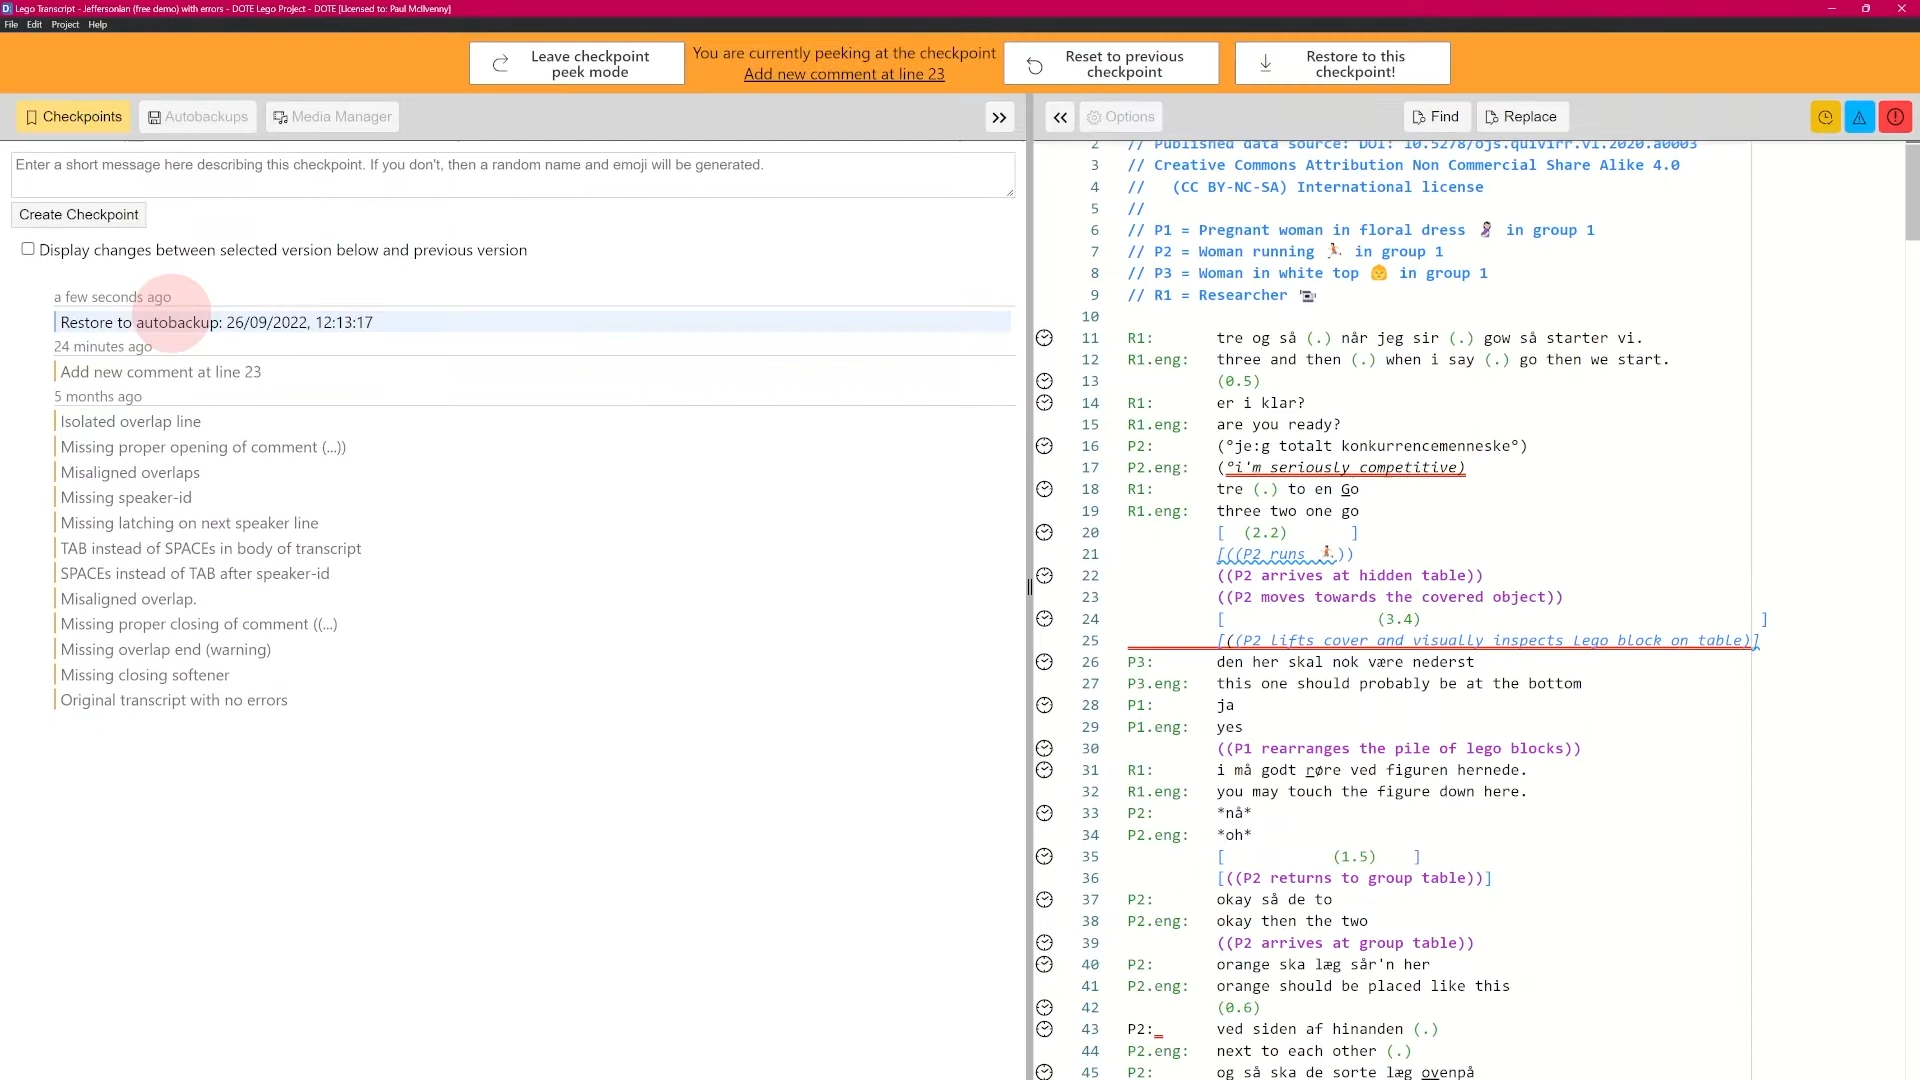 Lego Transcript - Jeffersonian (free demo) with errors - DOTE Lego Project - DOTE [Licensed to: Paul McIlvenny]
File Edit Project Help
Leave checkpoint peek mode
You are currently peeking at the checkpoint
Add new comment at line 23
Reset to previous checkpoint
Restore to this checkpoint!
Checkpoints Autobackups Media Manager
Enter a short message here describing this checkpoint. If you don't, then a random name and emoji will be generated.
Create Checkpoint
Display changes between selected version below and previous version
a few seconds ago
Restore to autobackup: 26/09/2022, 12:13:17
24 minutes ago
Add new comment at line 23
5 months ago
Isolated overlap line
Missing proper opening of comment (...))
Misaligned overlaps
Missing speaker-id
Missing latching on next speaker line
TAB instead of SPACEs in body of transcript
SPACEs instead of TAB after speaker-id
Misaligned overlap.
Missing proper closing of comment ((...)
Missing overlap end (warning)
Missing closing softener
Original transcript with no errors
Options Find Replace
2 // Published data source: DOI: 10.5278/ojs.quivirr.v1.2020.a0003
3 // Creative Commons Attribution Non Commercial Share Alike 4.0
4 //   (CC BY-NC-SA) International license
5 //
6 // P1 = Pregnant woman in floral dress 🤰 in group 1
7 // P2 = Woman running 🏃 in group 1
8 // P3 = Woman in white top 👩 in group 1
9 // R1 = Researcher 📹
10
11 R1: tre og så (.) når jeg sir (.) gow så starter vi.
12 R1.eng: three and then (.) when i say (.) go then we start.
13 (0.5)
14 R1: er i klar?
15 R1.eng: are you ready?
16 P2: (°je:g totalt konkurrencemenneske°)
17 P2.eng: (°i'm seriously competitive)
18 R1: tre (.) to en Go
19 R1.eng: three two one go
20 [  (2.2)       ]
21 [((P2 runs 🏃))
22 ((P2 arrives at hidden table))
23 ((P2 moves towards the covered object))
24 [                 (3.4)                                       ]
25 [((P2 lifts cover and visually inspects Lego block on table)]
26 P3: den her skal nok være nederst
27 P3.eng: this one should probably be at the bottom
28 P1: ja
29 P1.eng: yes
30 ((P1 rearranges the pile of lego blocks))
31 R1: i må godt røre ved figuren hernede.
32 R1.eng: you may touch the figure down here.
33 P2: *nå*
34 P2.eng: *oh*
35 [            (1.5)    ]
36 [((P2 returns to group table))]
37 P2: okay så de to
38 P2.eng: okay then the two
39 ((P2 arrives at group table))
40 P2: orange ska læg sår'n her
41 P2.eng: orange should be placed like this
42 (0.6)
43 P2: ved siden af hinanden (.)
44 P2.eng: next to each other (.)
45 P2: og så ska de sorte læg ovenpå